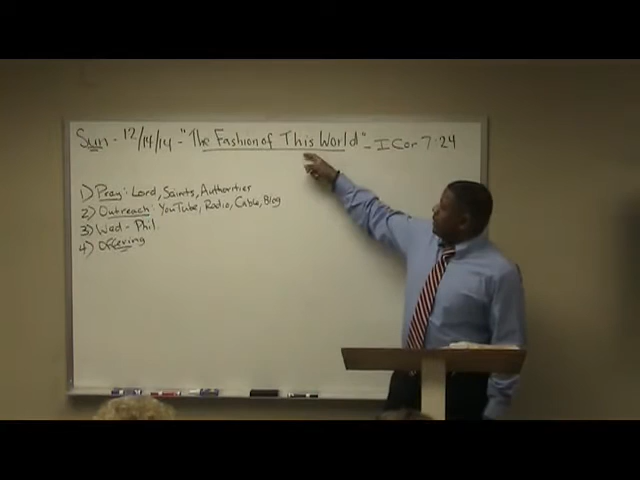 Sun - 12/14/14 - "The Fashion of This World" - I Cor 7:24
1) Pray: Lord, Saints, Authorities
2) Outreach: YouTube, Radio, Cable, Blog
3) Wed - Phil.
4) Offering